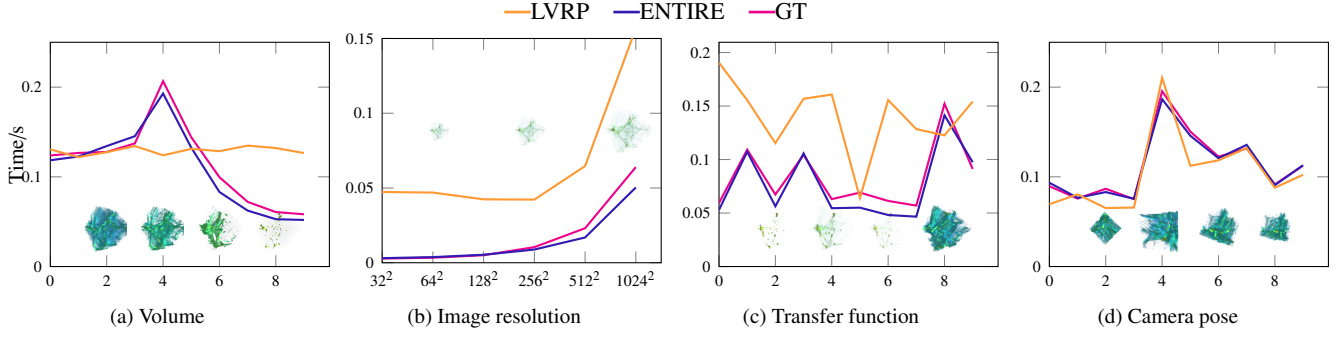 LVRP ENTIRE GT
Time/s
0.2
0.1
0
0 2 4 6 8
(a) Volume
0.15
0.1
0.05
0
32² 64² 128² 256² 512² 1024²
(b) Image resolution
0.2
0.15
0.1
0.05
0
0 2 4 6 8
(c) Transfer function
0.2
0.1
0
0 2 4 6 8
(d) Camera pose